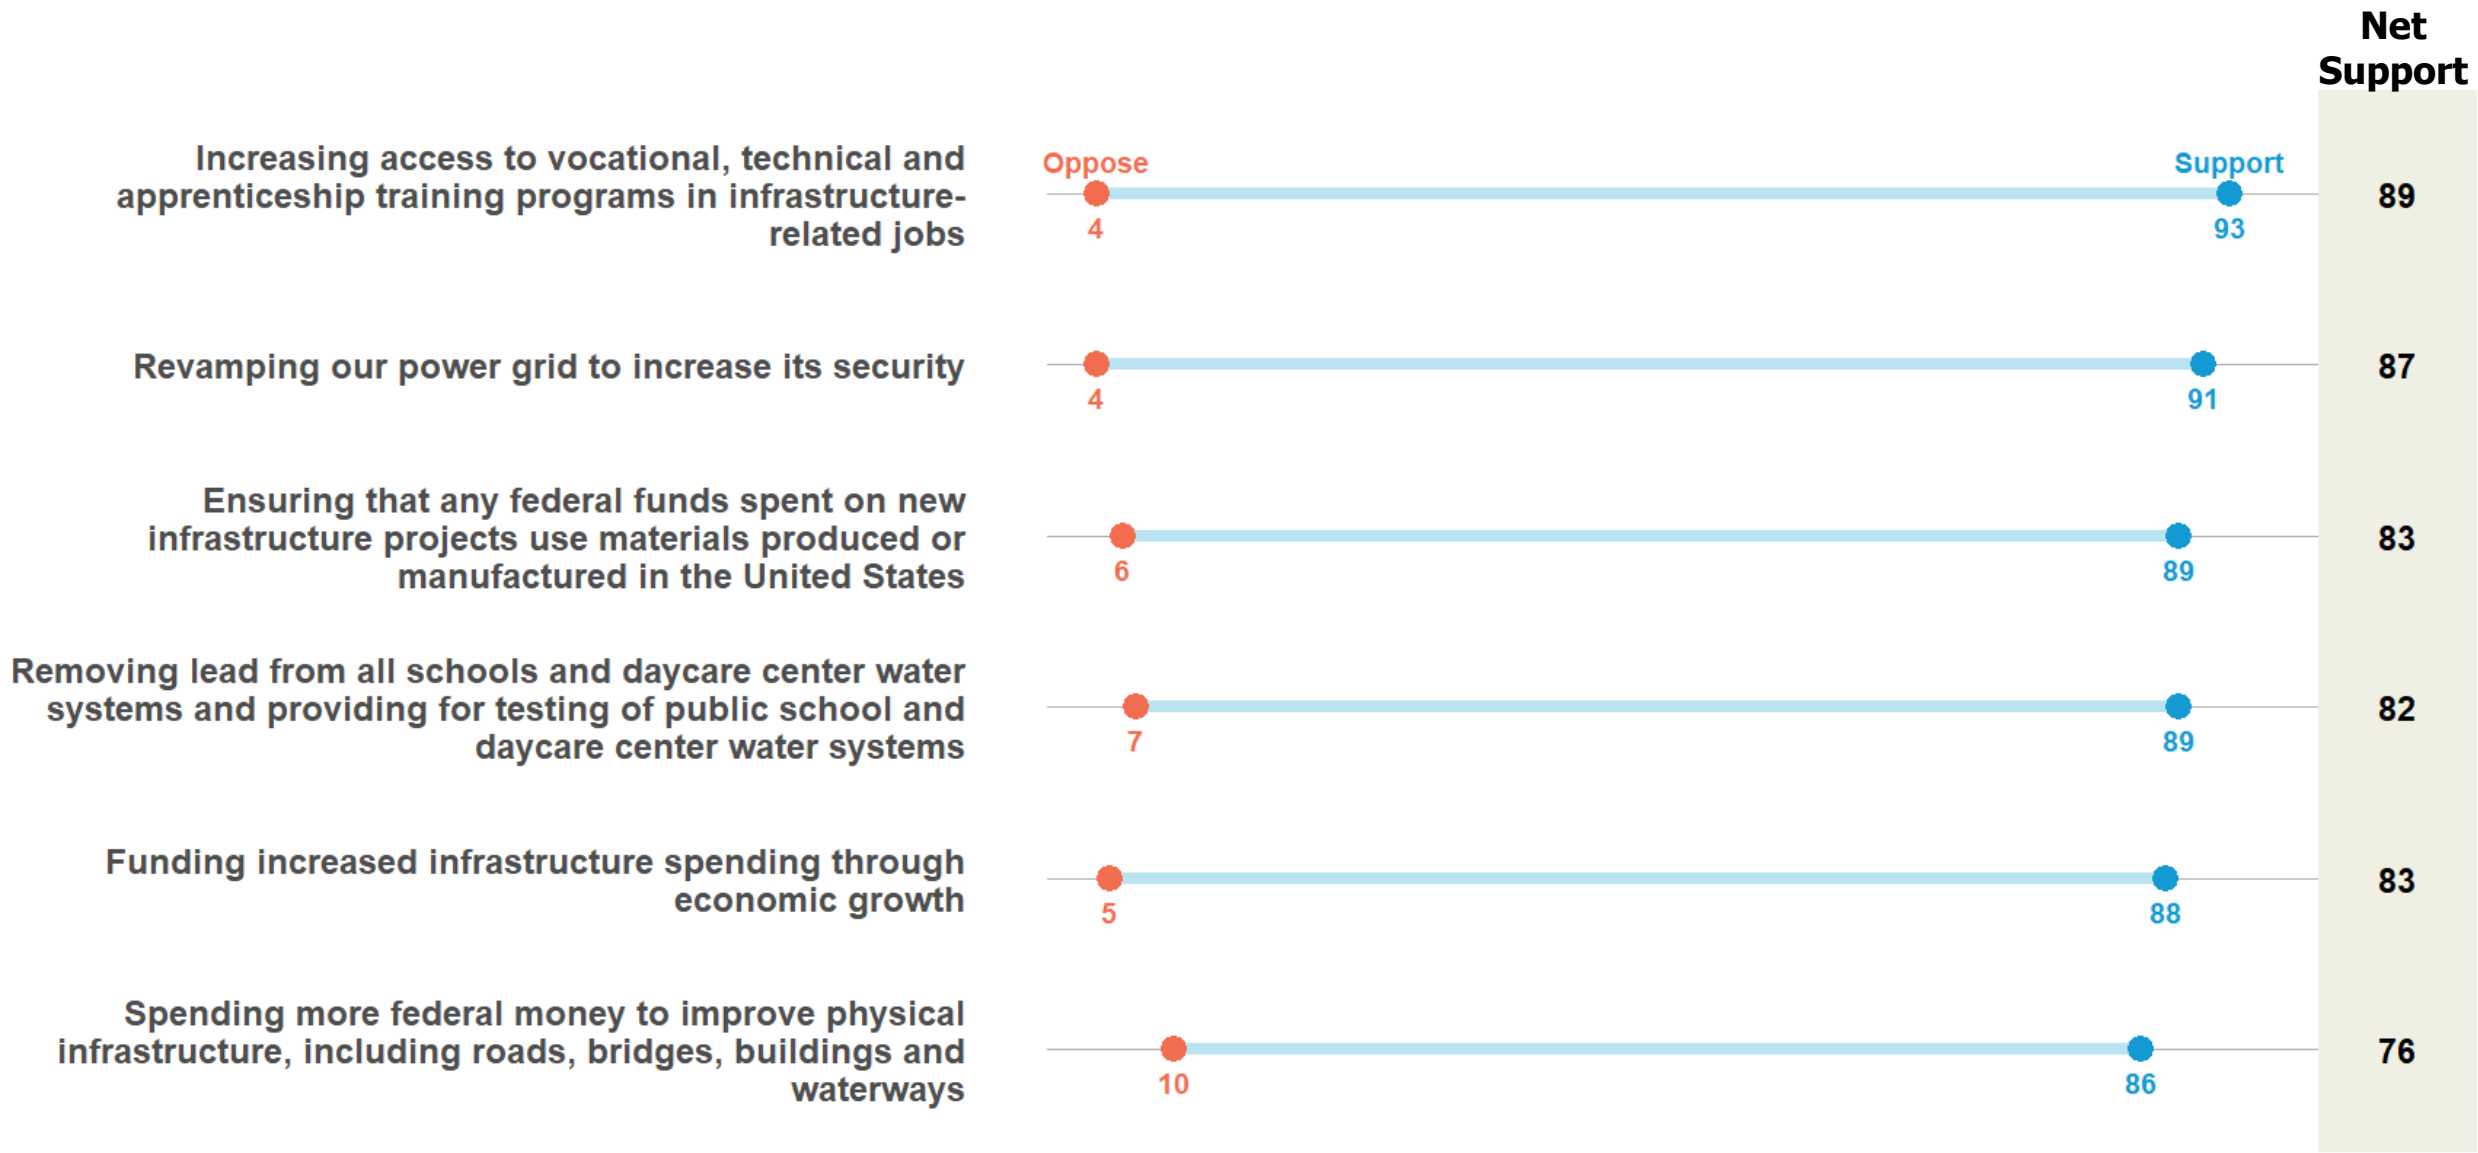 Net
Support
Increasing access to vocational, technical and
apprenticeship training programs in infrastructure-
related jobs
Oppose
Support
4
93
89
Revamping our power grid to increase its security
4
91
87
Ensuring that any federal funds spent on new
infrastructure projects use materials produced or
manufactured in the United States
6
89
83
Removing lead from all schools and daycare center water
systems and providing for testing of public school and
daycare center water systems
7
89
82
Funding increased infrastructure spending through
economic growth
5
88
83
Spending more federal money to improve physical
infrastructure, including roads, bridges, buildings and
waterways
10
86
76